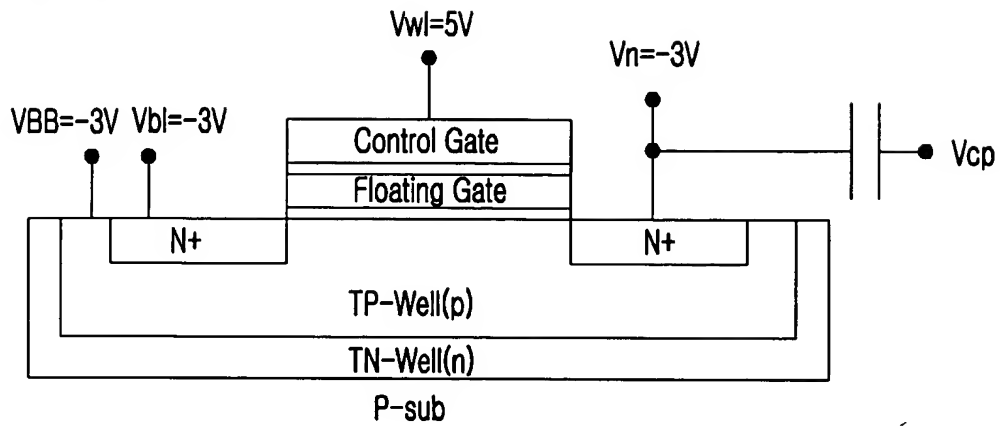 Vwl=5V
Vn=-3V
VBB=-3V Vbl=-3V
Control Gate
Vcp
Floating Gate
N+ N+
TP-Well(p)
TN-Well(n)
P-sub